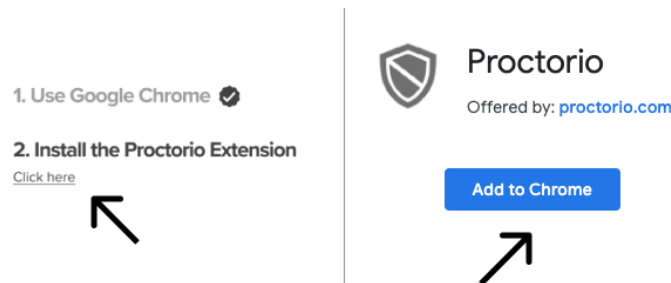 1. Use Google Chrome
2. Install the Proctorio Extension
Click here
Proctorio
Offered by: proctorio.com
Add to Chrome